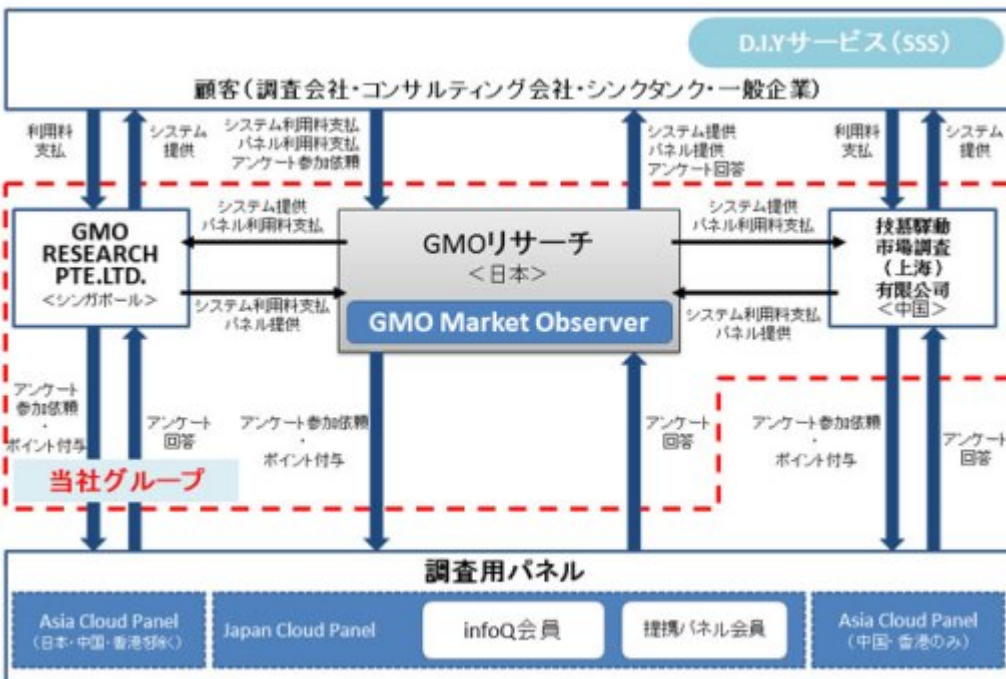 D.I.Yサービス(SSS)
顧客(調査会社・コンサルティング会社・シンクタンク・一般企業)
利用料
支払
システム
提供
システム利用料支払
パネル利用料支払
アンケート参加依頼
システム提供
パネル提供
アンケート回答
利用料
支払
システム
提供
GMO
RESEARCH
PTE.LTD.
<シンガポール>
システム提供
パネル利用料支払
システム利用料支払
パネル提供
GMOリサーチ
<日本>
GMO Market Observer
システム提供
パネル利用料支払
システム利用料支払
パネル提供
技慕驛動
市場調査
(上海)
有限公司
<中国>
アンケート
参加依頼
・
ポイント付与
アンケート
回答
アンケート参加依頼
・
ポイント付与
アンケート
回答
アンケート参加依頼
・
ポイント付与
アンケート
回答
当社グループ
調査用パネル
Asia Cloud Panel
(日本・中国・香港を除く)
Japan Cloud Panel
infoQ会員
提携パネル会員
Asia Cloud Panel
(中国・香港のみ)